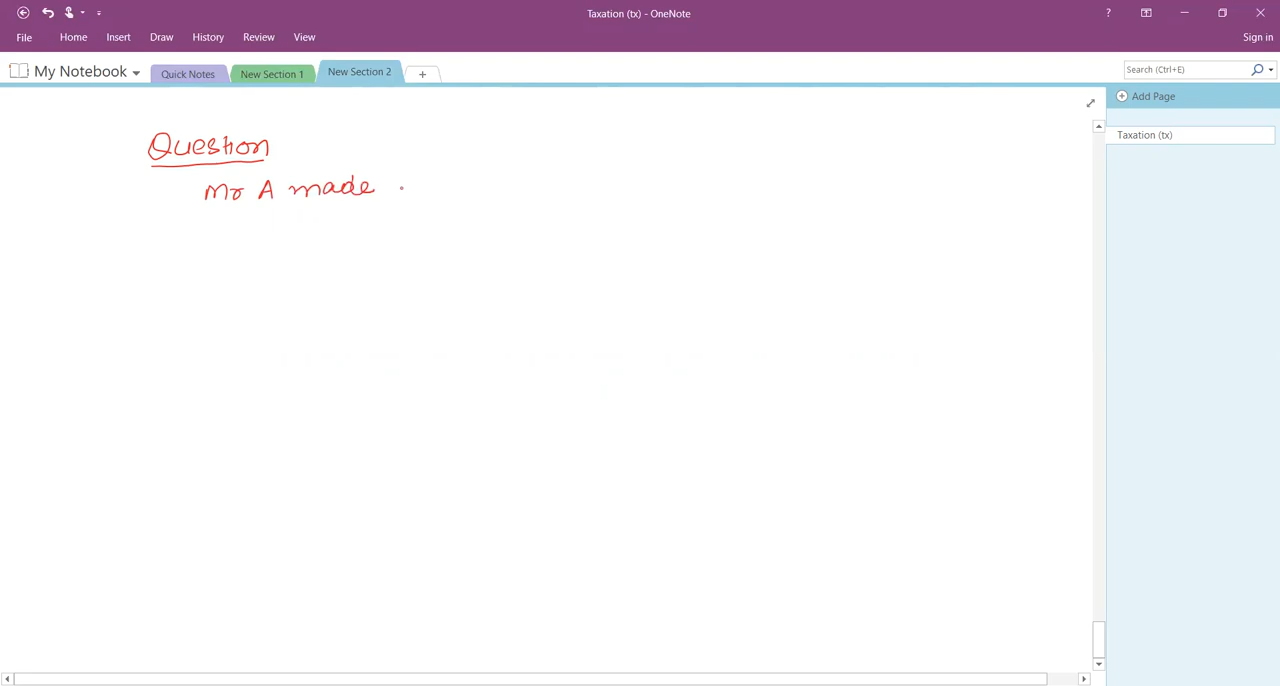 Taxation (tx) - OneNote
?
File Home Insert Draw History Review View
Sign in
My Notebook Quick Notes New Section 1 New Section 2 +
Search (Ctrl+E)
Add Page
Taxation (tx)
Question
Mr A made